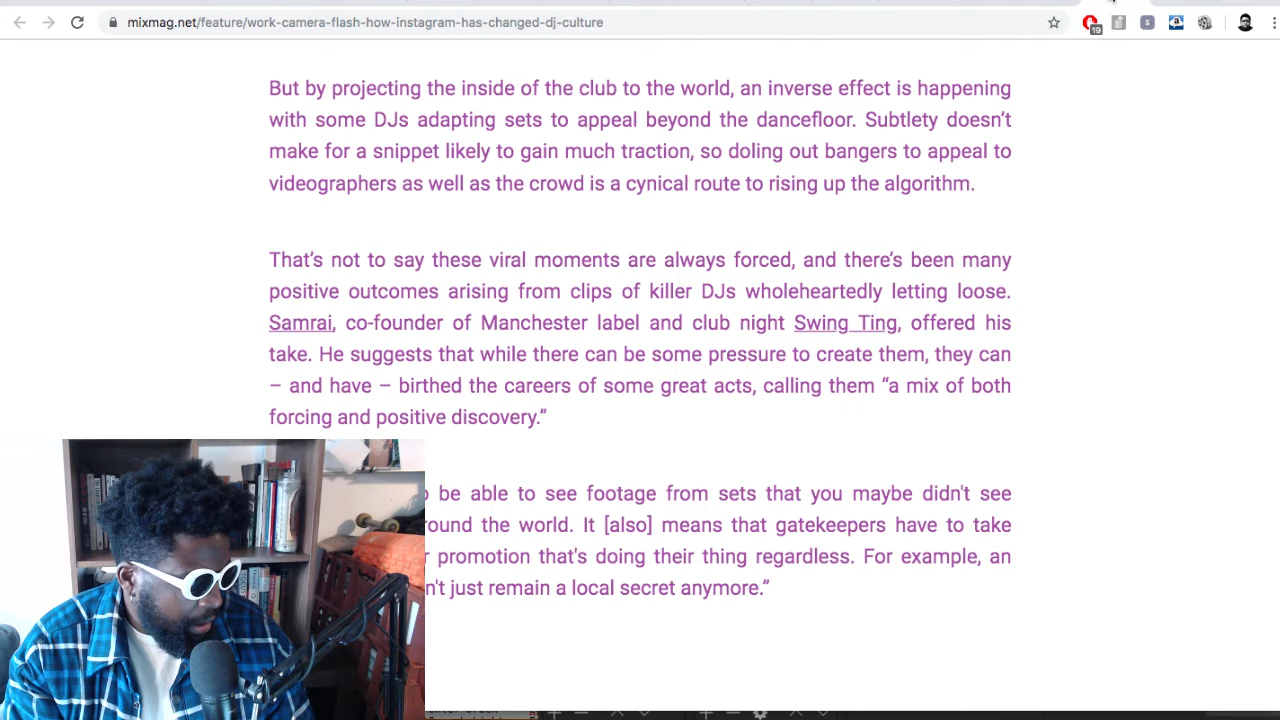 mixmag.net/feature/work-camera-flash-how-instagram-has-changed-dj-culture
19
But by projecting the inside of the club to the world, an inverse effect is happening
with some DJs adapting sets to appeal beyond the dancefloor. Subtlety doesn’t
make for a snippet likely to gain much traction, so doling out bangers to appeal to
videographers as well as the crowd is a cynical route to rising up the algorithm.
That’s not to say these viral moments are always forced, and there’s been many
positive outcomes arising from clips of killer DJs wholeheartedly letting loose.
Samrai, co-founder of Manchester label and club night Swing Ting, offered his
take. He suggests that while there can be some pressure to create them, they can
– and have – birthed the careers of some great acts, calling them “a mix of both
forcing and positive discovery.”
be able to see footage from sets that you maybe didn't see
the world. It [also] means that gatekeepers have to take
promotion that's doing their thing regardless. For example, an
just remain a local secret anymore.”